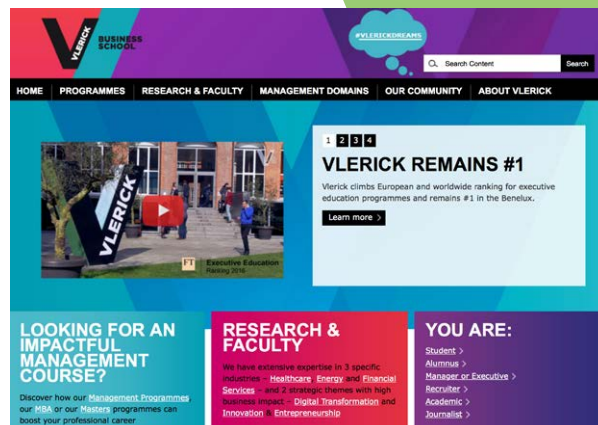 VLERICK
BUSINESS
SCHOOL
#VLERICKDREAMS
Search Content
Search
HOME PROGRAMMES RESEARCH & FACULTY MANAGEMENT DOMAINS OUR COMMUNITY ABOUT VLERICK
VLERICK
FT Executive Education
Ranking 2016
1 2 3 4
VLERICK REMAINS #1
Vlerick climbs European and worldwide ranking for executive
education programmes and remains #1 in the Benelux.
Learn more >
LOOKING FOR AN
IMPACTFUL
MANAGEMENT
COURSE?
Discover how our Management Programmes,
our MBA or our Masters programmes can
boost your professional career
RESEARCH &
FACULTY
We have extensive expertise in 3 specific
industries – Healthcare, Energy and Financial
Services – and 2 strategic themes with high
business impact – Digital Transformation and
Innovation & Entrepreneurship
YOU ARE:
Student >
Alumnus >
Manager or Executive >
Recruiter >
Academic >
Journalist >